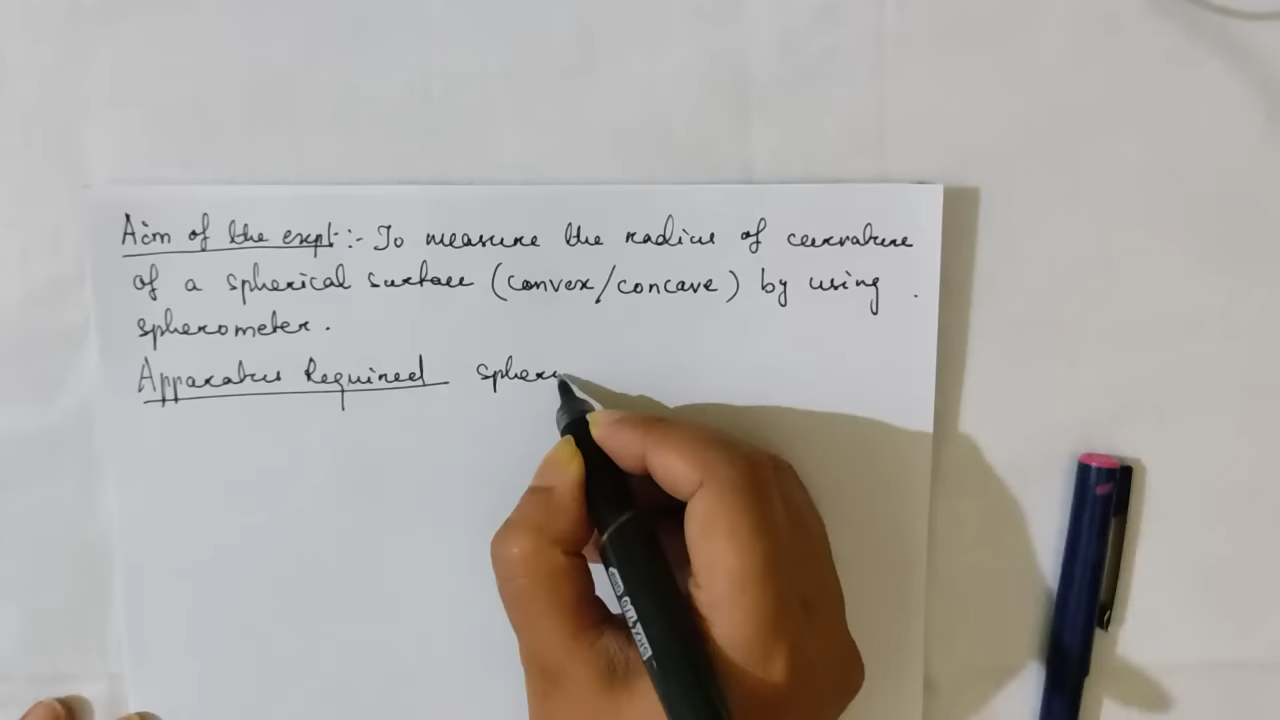 Aim of the expt:- To measure the radius of curvature
of a spherical surface (convex/concave) by using .
spherometer.
Apparatus Required sphero